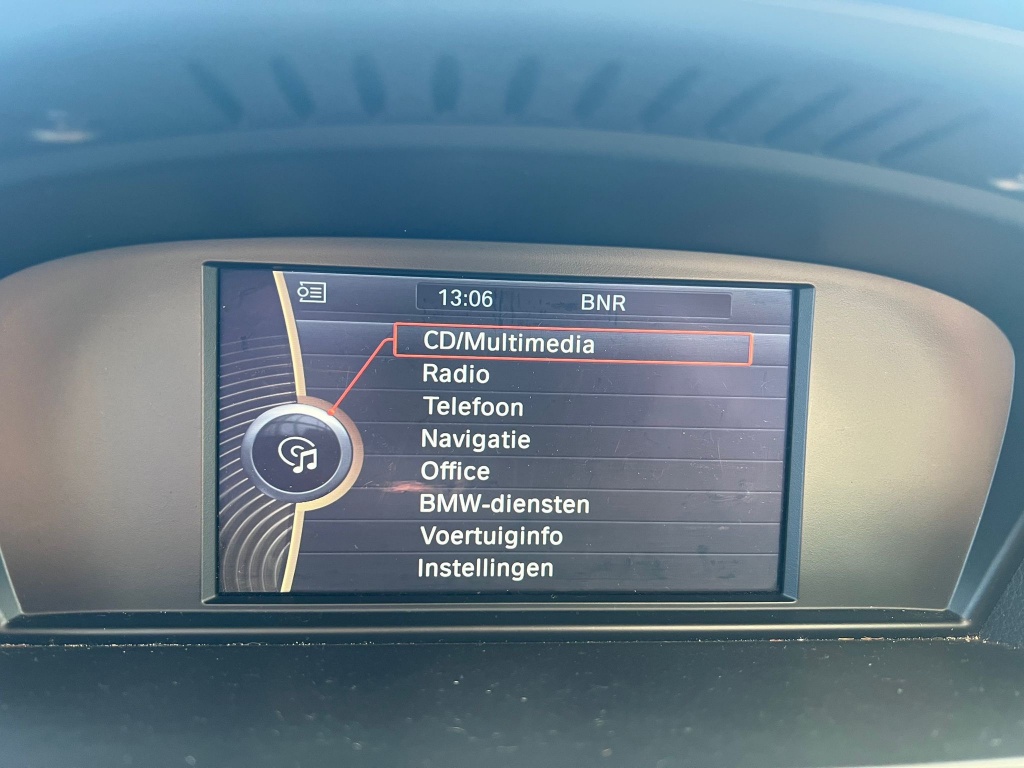 13:06 BNR
CD/Multimedia
Radio
Telefoon
Navigatie
Office
BMW-diensten
Voertuiginfo
Instellingen